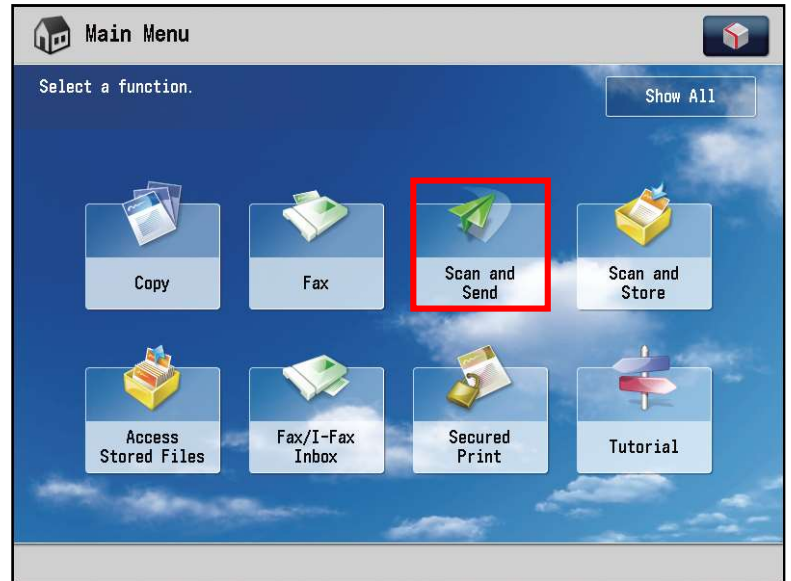 Main Menu
Select a function.
Show All
Copy
Fax
Scan and
Send
Scan and
Store
Access
Stored Files
Fax/I-Fax
Inbox
Secured
Print
Tutorial